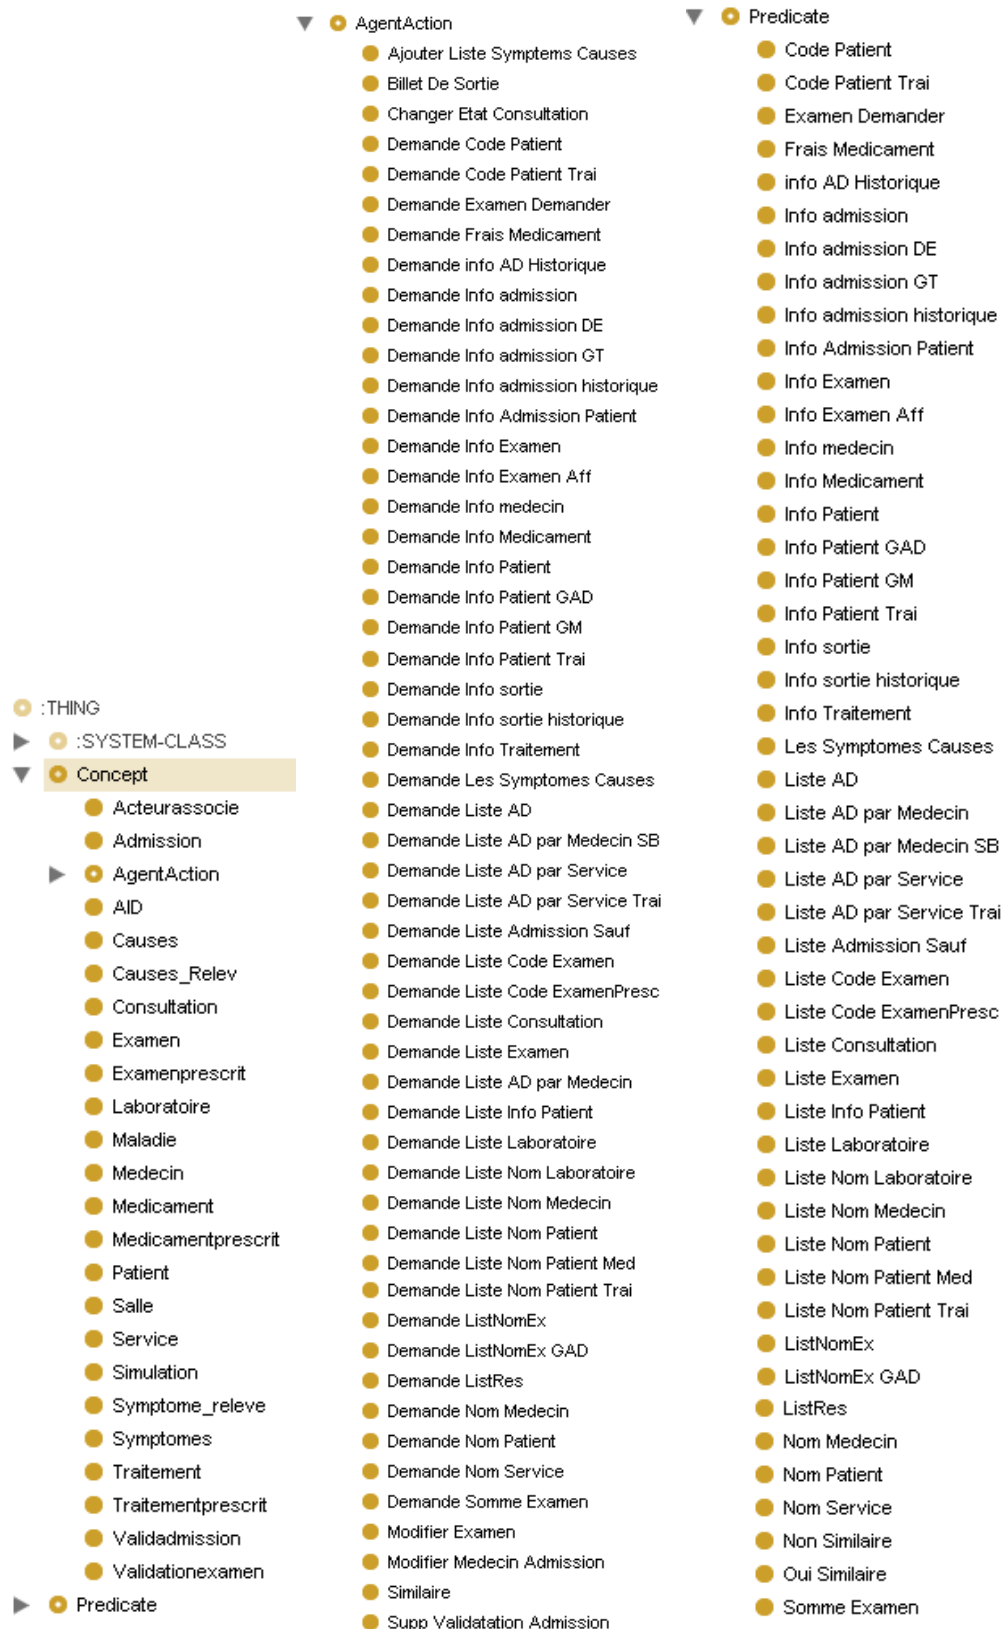 :THING
:SYSTEM-CLASS
Concept
Acteurassocie
Admission
AgentAction
AID
Causes
Causes_Relev
Consultation
Examen
Examenprescrit
Laboratoire
Maladie
Medecin
Medicament
Medicamentprescrit
Patient
Salle
Service
Simulation
Symptome_releve
Symptomes
Traitement
Traitementprescrit
Validadmission
Validationexamen
Predicate
AgentAction
Ajouter Liste Symptems Causes
Billet De Sortie
Changer Etat Consultation
Demande Code Patient
Demande Code Patient Trai
Demande Examen Demander
Demande Frais Medicament
Demande info AD Historique
Demande Info admission
Demande Info admission DE
Demande Info admission GT
Demande Info admission historique
Demande Info Admission Patient
Demande Info Examen
Demande Info Examen Aff
Demande Info medecin
Demande Info Medicament
Demande Info Patient
Demande Info Patient GAD
Demande Info Patient GM
Demande Info Patient Trai
Demande Info sortie
Demande Info sortie historique
Demande Info Traitement
Demande Les Symptomes Causes
Demande Liste AD
Demande Liste AD par Medecin SB
Demande Liste AD par Service
Demande Liste AD par Service Trai
Demande Liste Admission Sauf
Demande Liste Code Examen
Demande Liste Code ExamenPresc
Demande Liste Consultation
Demande Liste Examen
Demande Liste AD par Medecin
Demande Liste Info Patient
Demande Liste Laboratoire
Demande Liste Nom Laboratoire
Demande Liste Nom Medecin
Demande Liste Nom Patient
Demande Liste Nom Patient Med
Demande Liste Nom Patient Trai
Demande ListNomEx
Demande ListNomEx GAD
Demande ListRes
Demande Nom Medecin
Demande Nom Patient
Demande Nom Service
Demande Somme Examen
Modifier Examen
Modifier Medecin Admission
Similaire
Supp Validatation Admission
Predicate
Code Patient
Code Patient Trai
Examen Demander
Frais Medicament
info AD Historique
Info admission
Info admission DE
Info admission GT
Info admission historique
Info Admission Patient
Info Examen
Info Examen Aff
Info medecin
Info Medicament
Info Patient
Info Patient GAD
Info Patient GM
Info Patient Trai
Info sortie
Info sortie historique
Info Traitement
Les Symptomes Causes
Liste AD
Liste AD par Medecin
Liste AD par Medecin SB
Liste AD par Service
Liste AD par Service Trai
Liste Admission Sauf
Liste Code Examen
Liste Code ExamenPresc
Liste Consultation
Liste Examen
Liste Info Patient
Liste Laboratoire
Liste Nom Laboratoire
Liste Nom Medecin
Liste Nom Patient
Liste Nom Patient Med
Liste Nom Patient Trai
ListNomEx
ListNomEx GAD
ListRes
Nom Medecin
Nom Patient
Nom Service
Non Similaire
Oui Similaire
Somme Examen